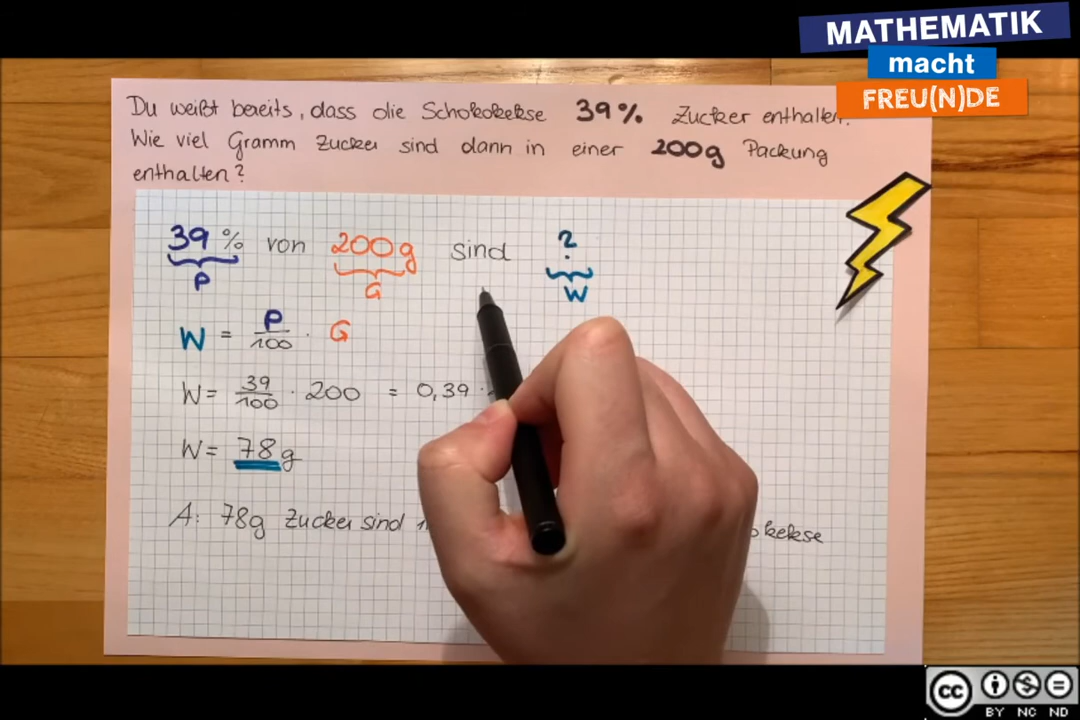 MATHEMATIK
macht
FREU(N)DE
Du weißt bereits, dass die Schokokekse 39% Zucker enthalten.
Wie viel Gramm Zucker sind dann in einer 200g Packung
enthalten?
39% von 200g sind ?
P G W
W = P/100 · G
W = 39/100 · 200 = 0,39 ·
W = 78g
A: 78g Zucker sind
cc
BY NC ND